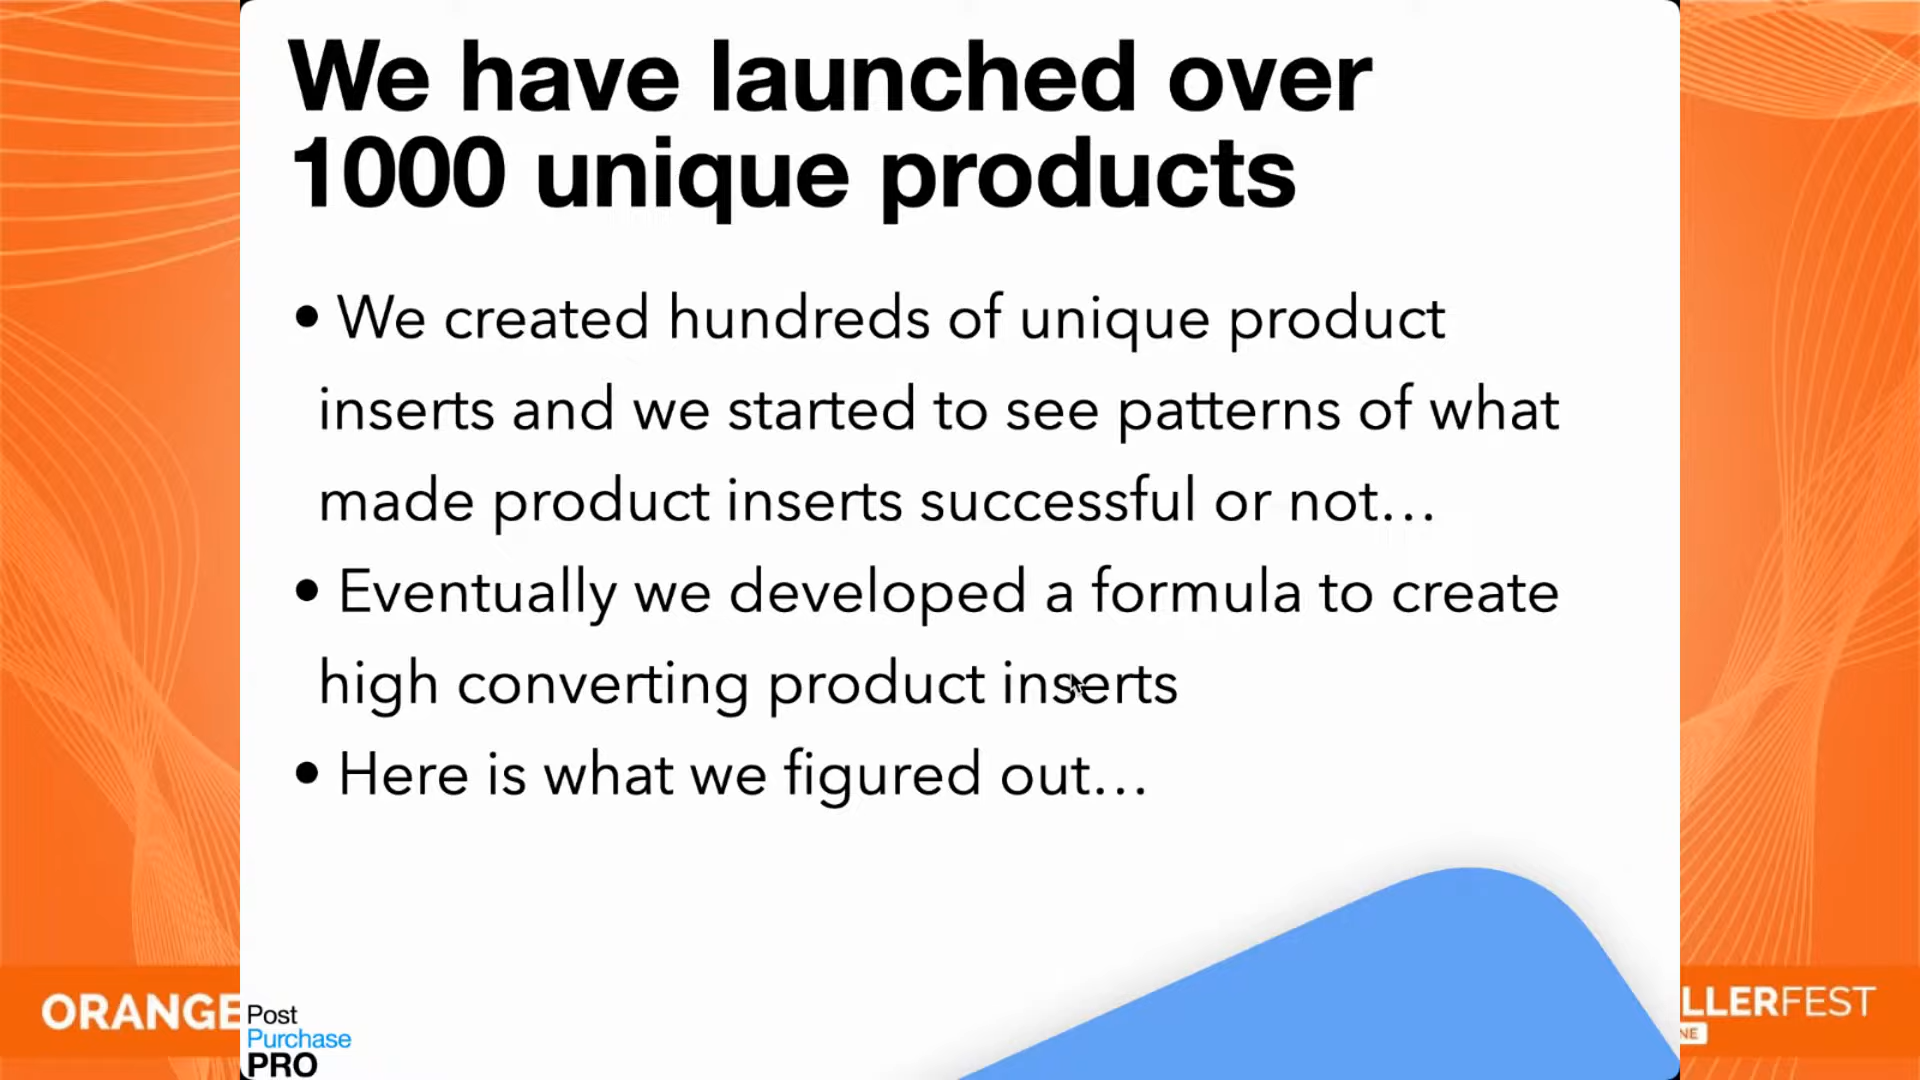 We have launched over
1000 unique products
• We created hundreds of unique product
inserts and we started to see patterns of what
made product inserts successful or not…
• Eventually we developed a formula to create
high converting product inserts
• Here is what we figured out…
ORANGE
Post
Purchase
PRO
LLERFEST
NE